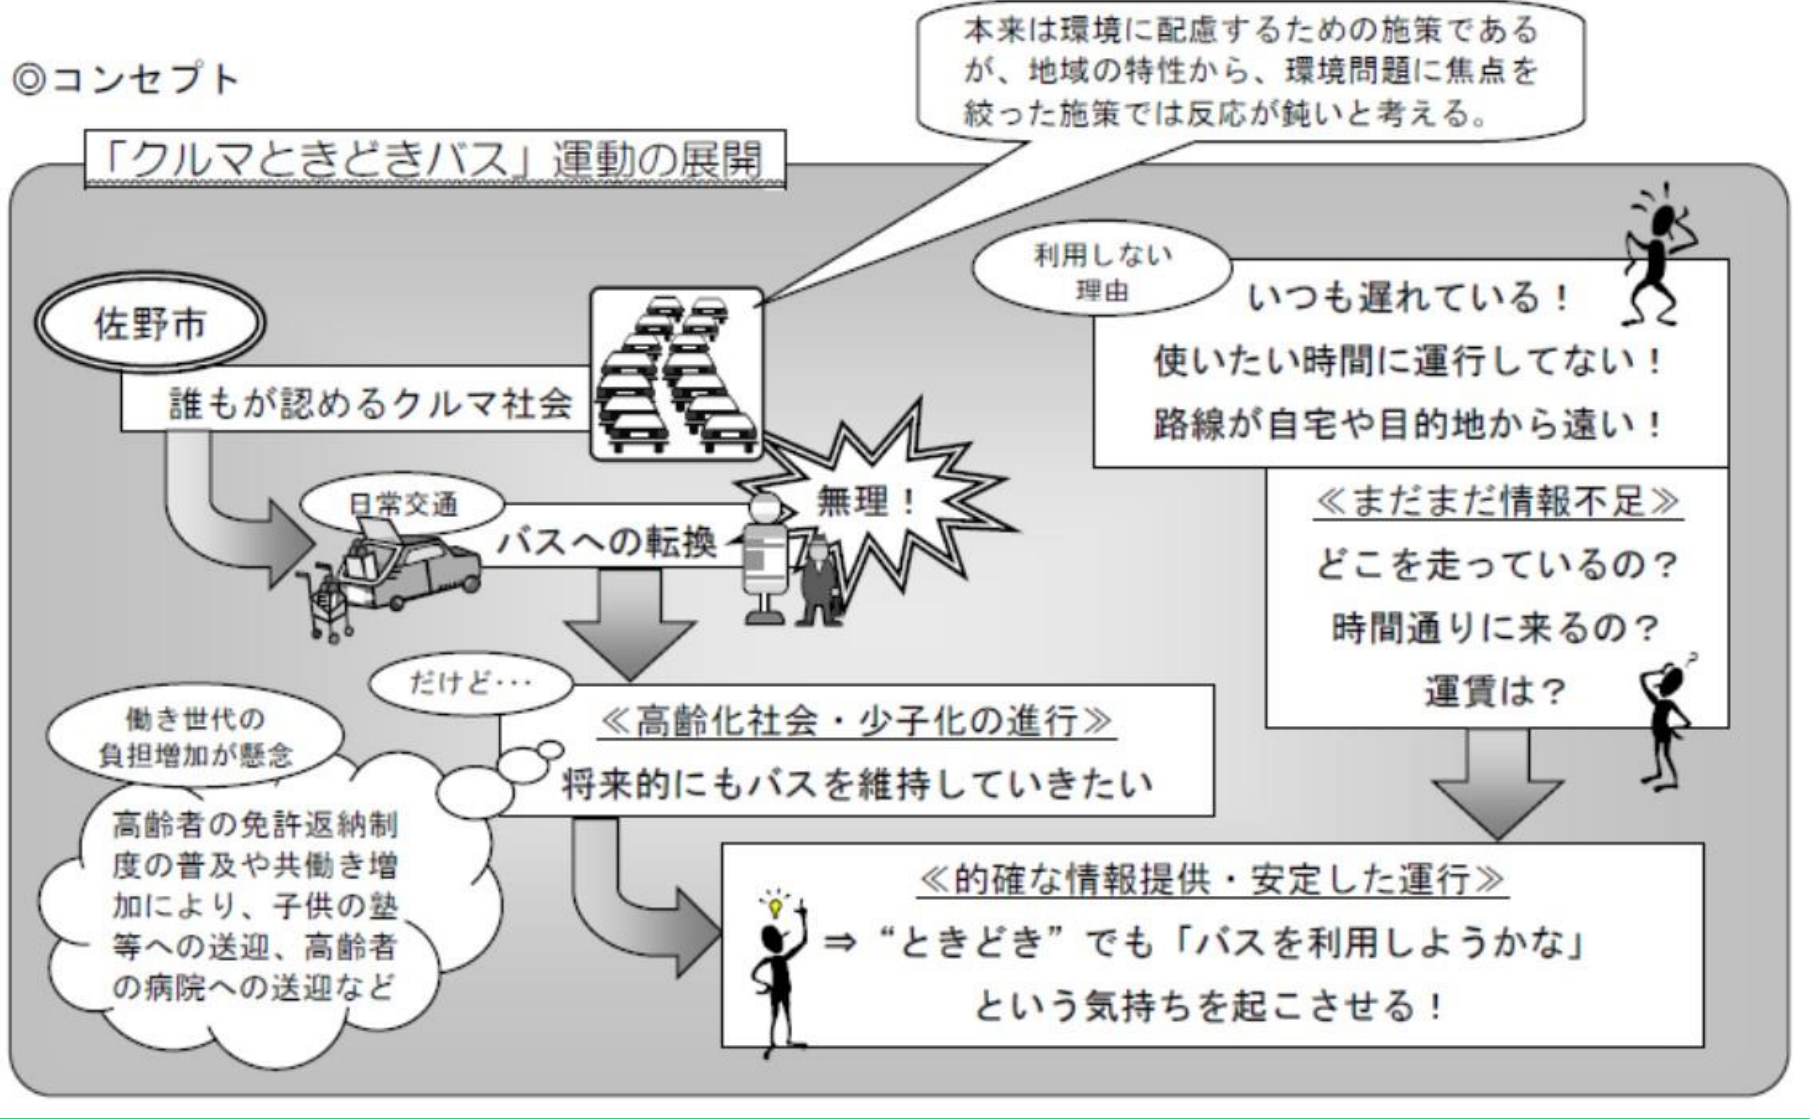 ◎コンセプト
本来は環境に配慮するための施策である
が、地域の特性から、環境問題に焦点を
絞った施策では反応が鈍いと考える。
「クルマときどきバス」運動の展開
佐野市
誰もが認めるクルマ社会
日常交通
バスへの転換
無理！
だけど･･･
≪高齢化社会・少子化の進行≫
将来的にもバスを維持していきたい
働き世代の
負担増加が懸念
高齢者の免許返納制
度の普及や共働き増
加により、子供の塾
等への送迎、高齢者
の病院への送迎など
利用しない
理由
いつも遅れている！
使いたい時間に運行してない！
路線が自宅や目的地から遠い！
≪まだまだ情報不足≫
どこを走っているの？
時間通りに来るの？
運賃は？
?
≪的確な情報提供・安定した運行≫
⇒“ときどき”でも「バスを利用しようかな」
という気持ちを起こさせる！